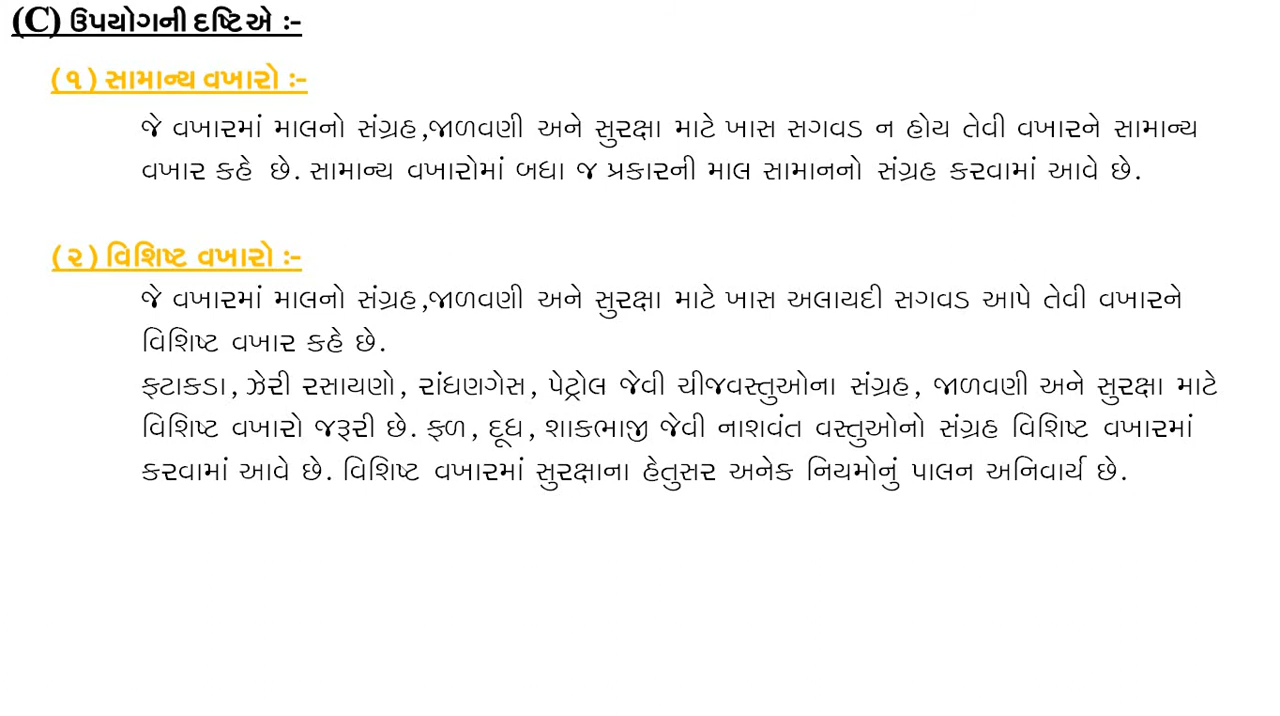 (C) ઉપયોગની દષ્ટિએ :-
(૧) સામાન્ય વખારો :-
જે વખારમાં માલનો સંગ્રહ,જાળવણી અને સુરક્ષા માટે ખાસ સગવડ ન હોય તેવી વખારને સામાન્ય
વખાર કહે છે. સામાન્ય વખારોમાં બધા જ પ્રકારની માલ સામાનનો સંગ્રહ કરવામાં આવે છે.
(૨) વિશિષ્ટ વખારો :-
જે વખારમાં માલનો સંગ્રહ,જાળવણી અને સુરક્ષા માટે ખાસ અલાયદી સગવડ આપે તેવી વખારને
વિશિષ્ટ વખાર કહે છે.
ફટાકડા, ઝેરી રસાયણો, રાંધણગેસ, પેટ્રોલ જેવી ચીજવસ્તુઓના સંગ્રહ, જાળવણી અને સુરક્ષા માટે
વિશિષ્ટ વખારો જરૂરી છે. ફળ, દૂધ, શાકભાજી જેવી નાશવંત વસ્તુઓનો સંગ્રહ વિશિષ્ટ વખારમાં
કરવામાં આવે છે. વિશિષ્ટ વખારમાં સુરક્ષાના હેતુસર અનેક નિયમોનું પાલન અનિવાર્ય છે.